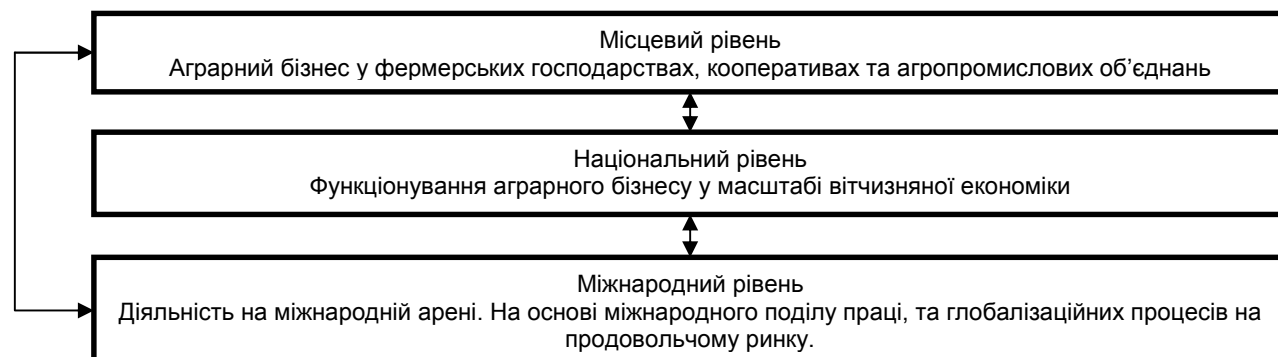 Місцевий рівень
Аграрний бізнес у фермерських господарствах, кооперативах та агропромислових об’єднань
Національний рівень
Функціонування аграрного бізнесу у масштабі вітчизняної економіки
Міжнародний рівень
Діяльність на міжнародній арені. На основі міжнародного поділу праці, та глобалізаційних процесів на
продовольчому ринку.